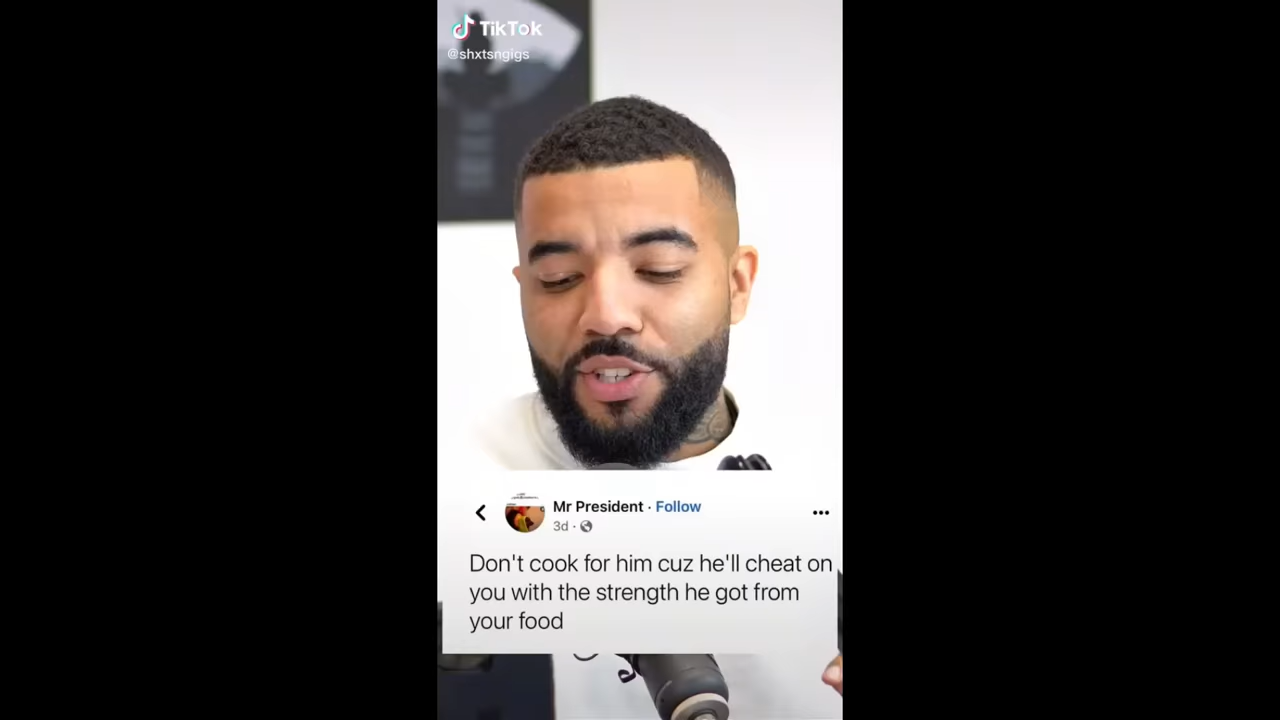 TikTok
@shxtsngigs
Mr President · Follow
3d ·
Don't cook for him cuz he'll cheat on
you with the strength he got from
your food